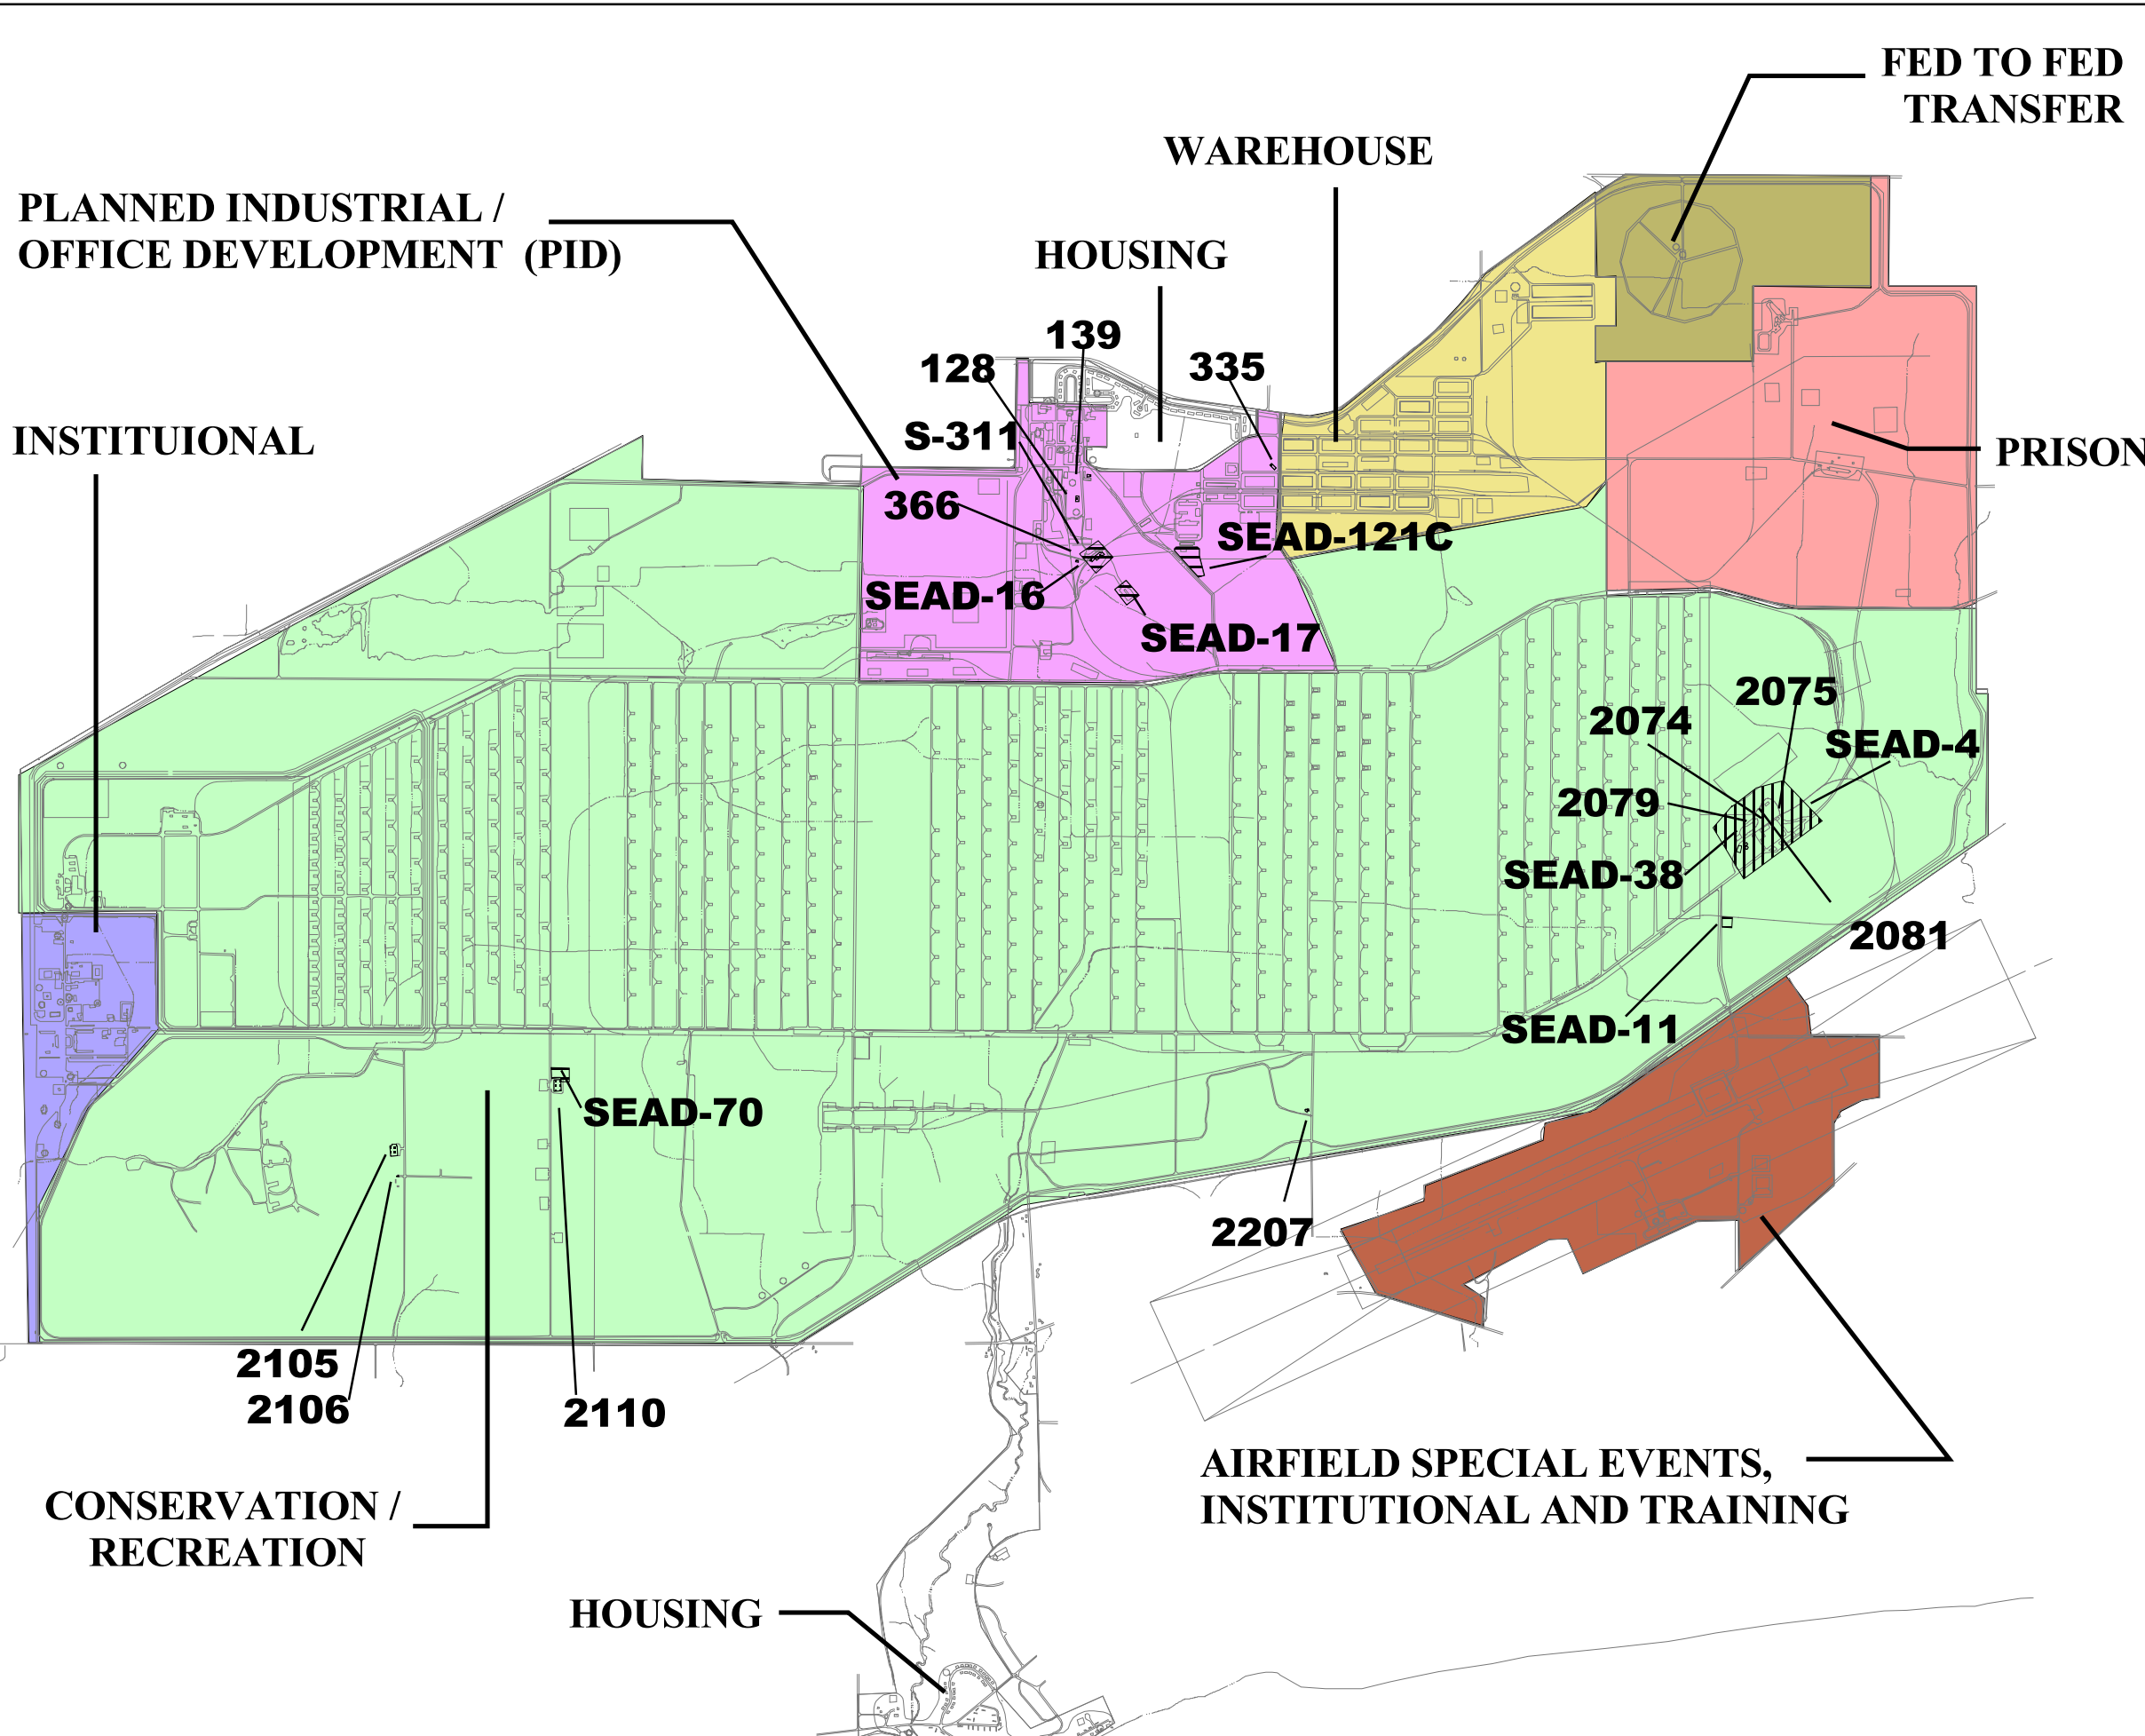 FED TO FED
TRANSFER
WAREHOUSE
PLANNED INDUSTRIAL /
OFFICE DEVELOPMENT (PID)
HOUSING
139
128
335
S-311
INSTITUIONAL
PRISON
366
SEAD-121C
SEAD-16
SEAD-17
2075
2074
SEAD-4
2079
SEAD-38
2081
SEAD-11
SEAD-70
2207
2105
2106
2110
AIRFIELD SPECIAL EVENTS,
INSTITUTIONAL AND TRAINING
CONSERVATION /
RECREATION
HOUSING